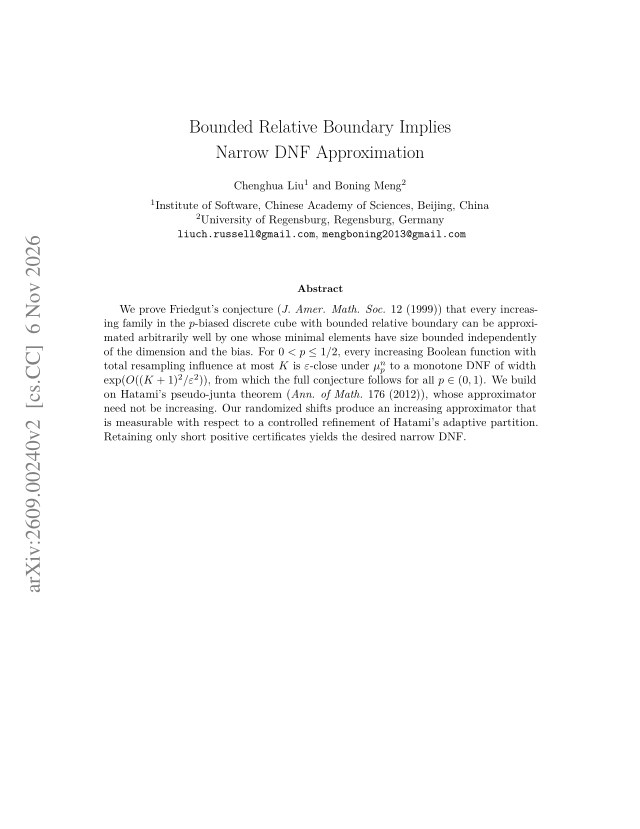 Bounded Relative Boundary Implies
Narrow DNF Approximation
Chenghua Liu¹ and Boning Meng²
¹Institute of Software, Chinese Academy of Sciences, Beijing, China
²University of Regensburg, Regensburg, Germany
liuch.russell@gmail.com, mengboning2013@gmail.com
arXiv:2609.00240v2 [cs.CC] 6 Nov 2026
Abstract
We prove Friedgut's conjecture (J. Amer. Math. Soc. 12 (1999)) that every increas-
ing family in the p-biased discrete cube with bounded relative boundary can be approxi-
mated arbitrarily well by one whose minimal elements have size bounded independently
of the dimension and the bias. For 0 < p ≤ 1/2, every increasing Boolean function with
total resampling influence at most K is ε-close under μₚⁿ to a monotone DNF of width
exp(O((K + 1)²/ε²)), from which the full conjecture follows for all p ∈ (0, 1). We build
on Hatami's pseudo-junta theorem (Ann. of Math. 176 (2012)), whose approximator
need not be increasing. Our randomized shifts produce an increasing approximator that
is measurable with respect to a controlled refinement of Hatami's adaptive partition.
Retaining only short positive certificates yields the desired narrow DNF.